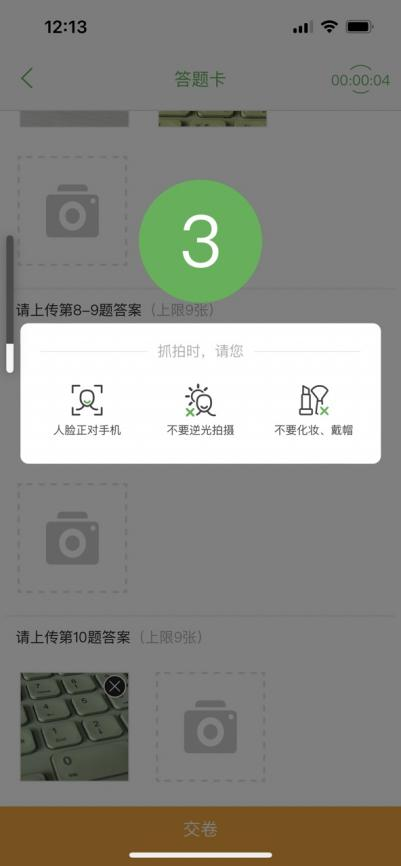 12:13
答题卡
00:00:04
3
请上传第8-9题答案（上限9张）
抓拍时，请您
人脸正对手机
不要逆光拍摄
不要化妆、戴帽
请上传第10题答案（上限9张）
交卷